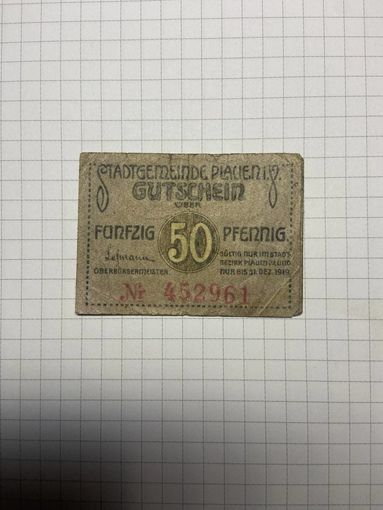 STADTGEMEINDE PLAUEN i.V.
GUTSCHEIN
ÜBER
FÜNFZIG 50 PFENNIG.
Lehmann
OBERBÜRGERMEISTER.
GÜLTIG NUR IM STADT-
BEZIRK PLAUEN UND
NUR BIS 31. DEZ. 1919.
№ 452961